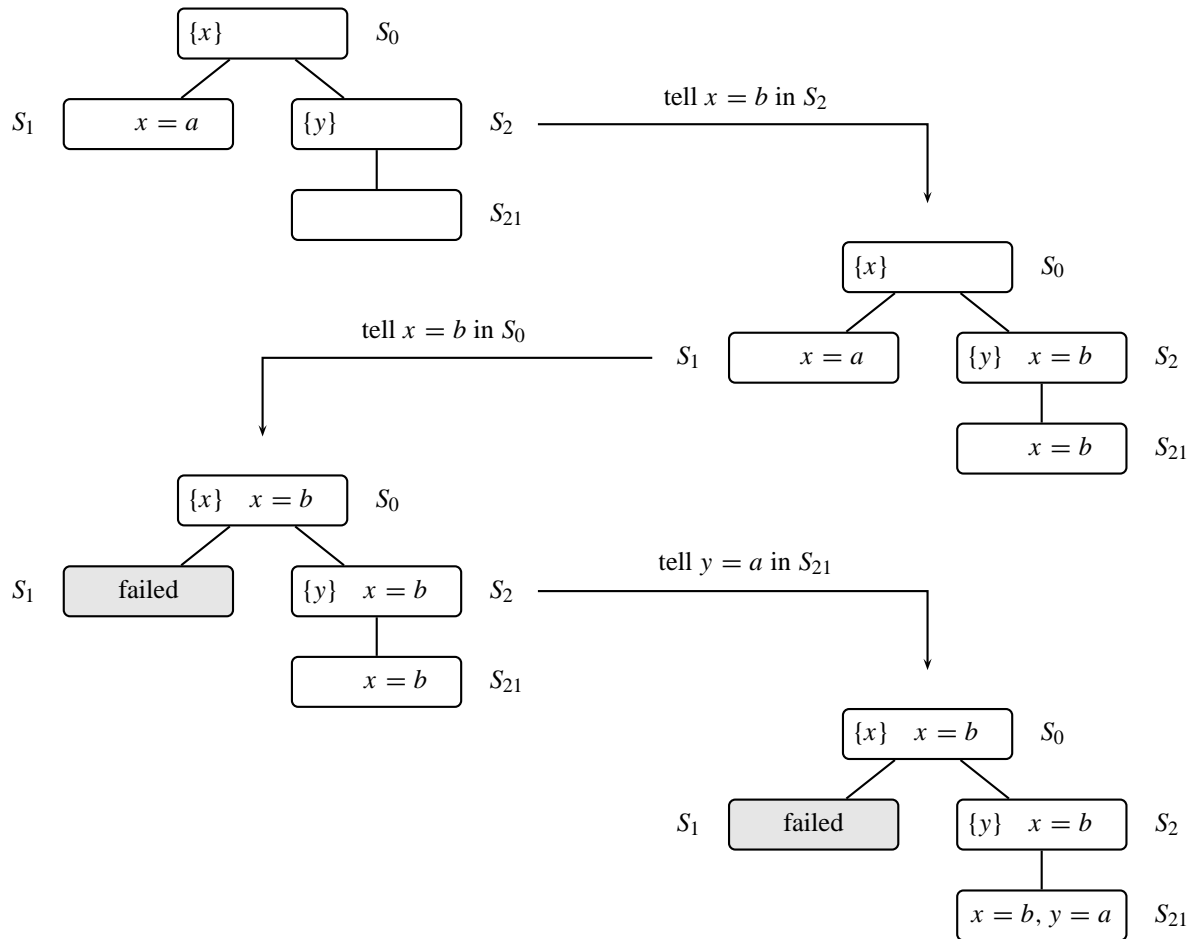 {x} S₀
S₁ x = a {y} S₂
tell x = b in S₂
S₂₁
{x} S₀
tell x = b in S₀
S₁ x = a {y} x = b S₂
x = b S₂₁
{x} x = b S₀
S₁ failed {y} x = b S₂
tell y = a in S₂₁
x = b S₂₁
{x} x = b S₀
S₁ failed {y} x = b S₂
x = b, y = a S₂₁